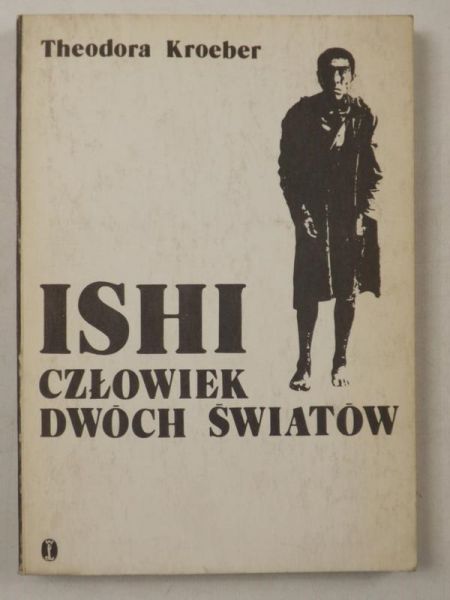 Theodora Kroeber
ISHI
CZŁOWIEK
DWÓCH ŚWIATÓW